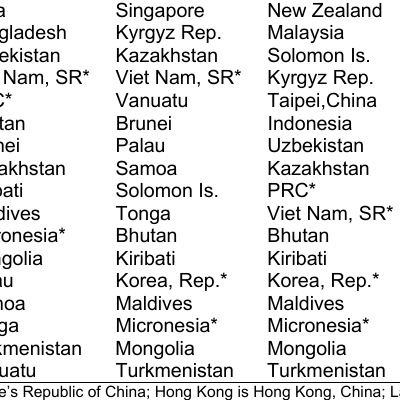 a Singapore New Zealand
gladesh Kyrgyz Rep. Malaysia
ekistan Kazakhstan Solomon Is.
Nam, SR* Viet Nam, SR* Kyrgyz Rep.
C* Vanuatu Taipei,China
tan Brunei Indonesia
nei Palau Uzbekistan
akhstan Samoa Kazakhstan
bati Solomon Is. PRC*
dives Tonga Viet Nam, SR*
ronesia* Bhutan Bhutan
golia Kiribati Kiribati
au Korea, Rep.* Korea, Rep.*
noa Maldives Maldives
ga Micronesia* Micronesia*
kmenistan Mongolia Mongolia
uatu Turkmenistan Turkmenistan
e's Republic of China; Hong Kong is Hong Kong, China; La